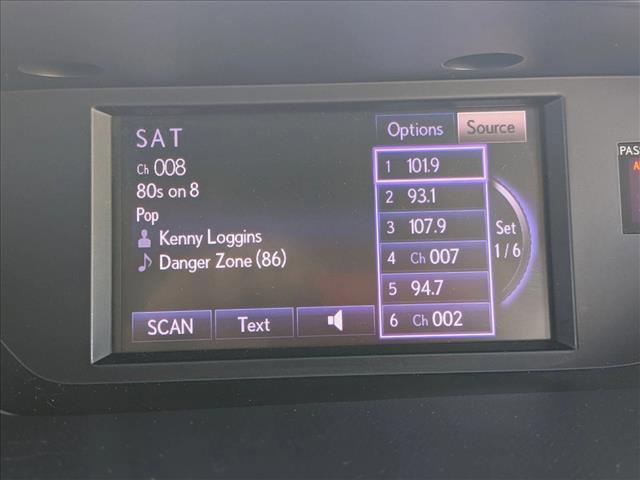 SAT
Ch 008
80s on 8
Pop
Kenny Loggins
Danger Zone (86)
SCAN
Text
Options
Source
1 101.9
2 93.1
3 107.9
4 Ch 007
5 94.7
6 Ch 002
Set
1/6
PAS